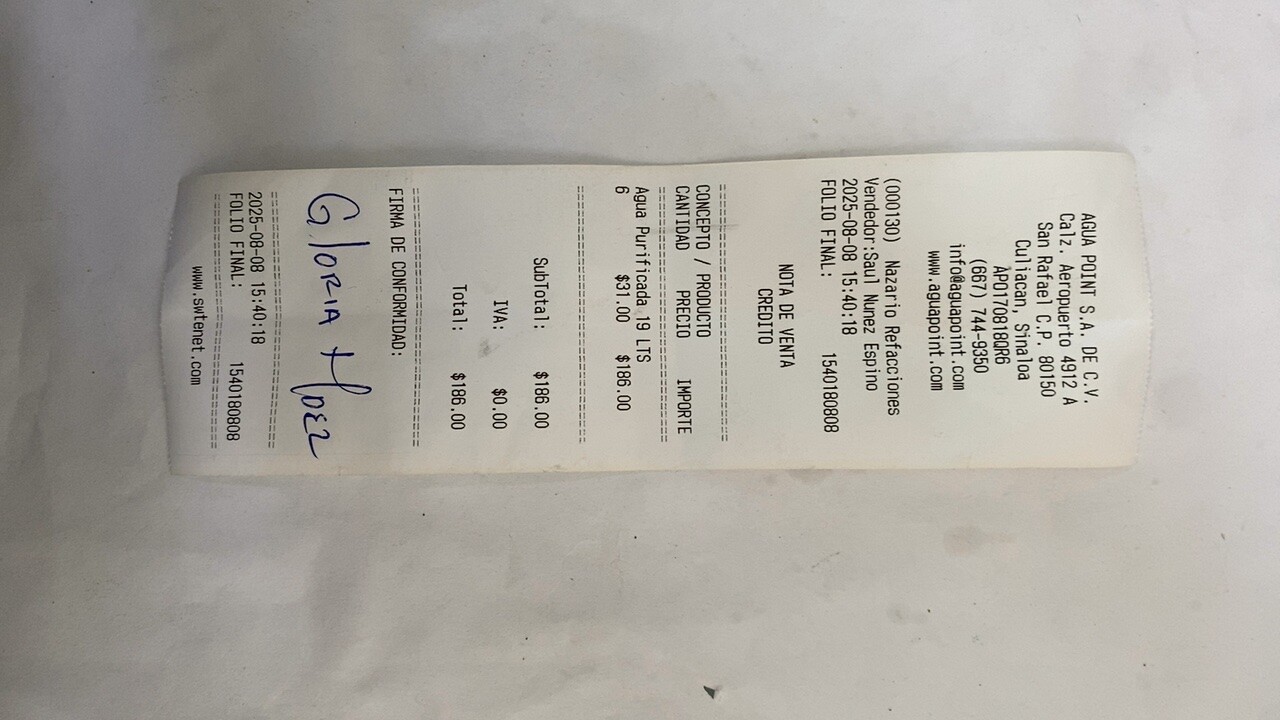 AGUA POINT S.A. DE C.V.
Calz. Aeropuerto 4912 A
San Rafael C.P. 80150
Culiacan, Sinaloa
APO170818QR6
(667) 744-9350
info@aguapoint.com
www.aguapoint.com
(000130) Nazario Refacciones
Vendedor:Saul Nunez Espino
2025-08-08 15:40:18
FOLIO FINAL: 1540180808
NOTA DE VENTA
CREDITO
CONCEPTO / PRODUCTO
CANTIDAD PRECIO IMPORTE
Agua Purificada 19 LTS
6 $31.00 $186.00
SubTotal: $186.00
IVA: $0.00
Total: $186.00
FIRMA DE CONFORMIDAD:
GlORIA HDEZ
2025-08-08 15:40:18
FOLIO FINAL: 1540180808
www.swtenet.com